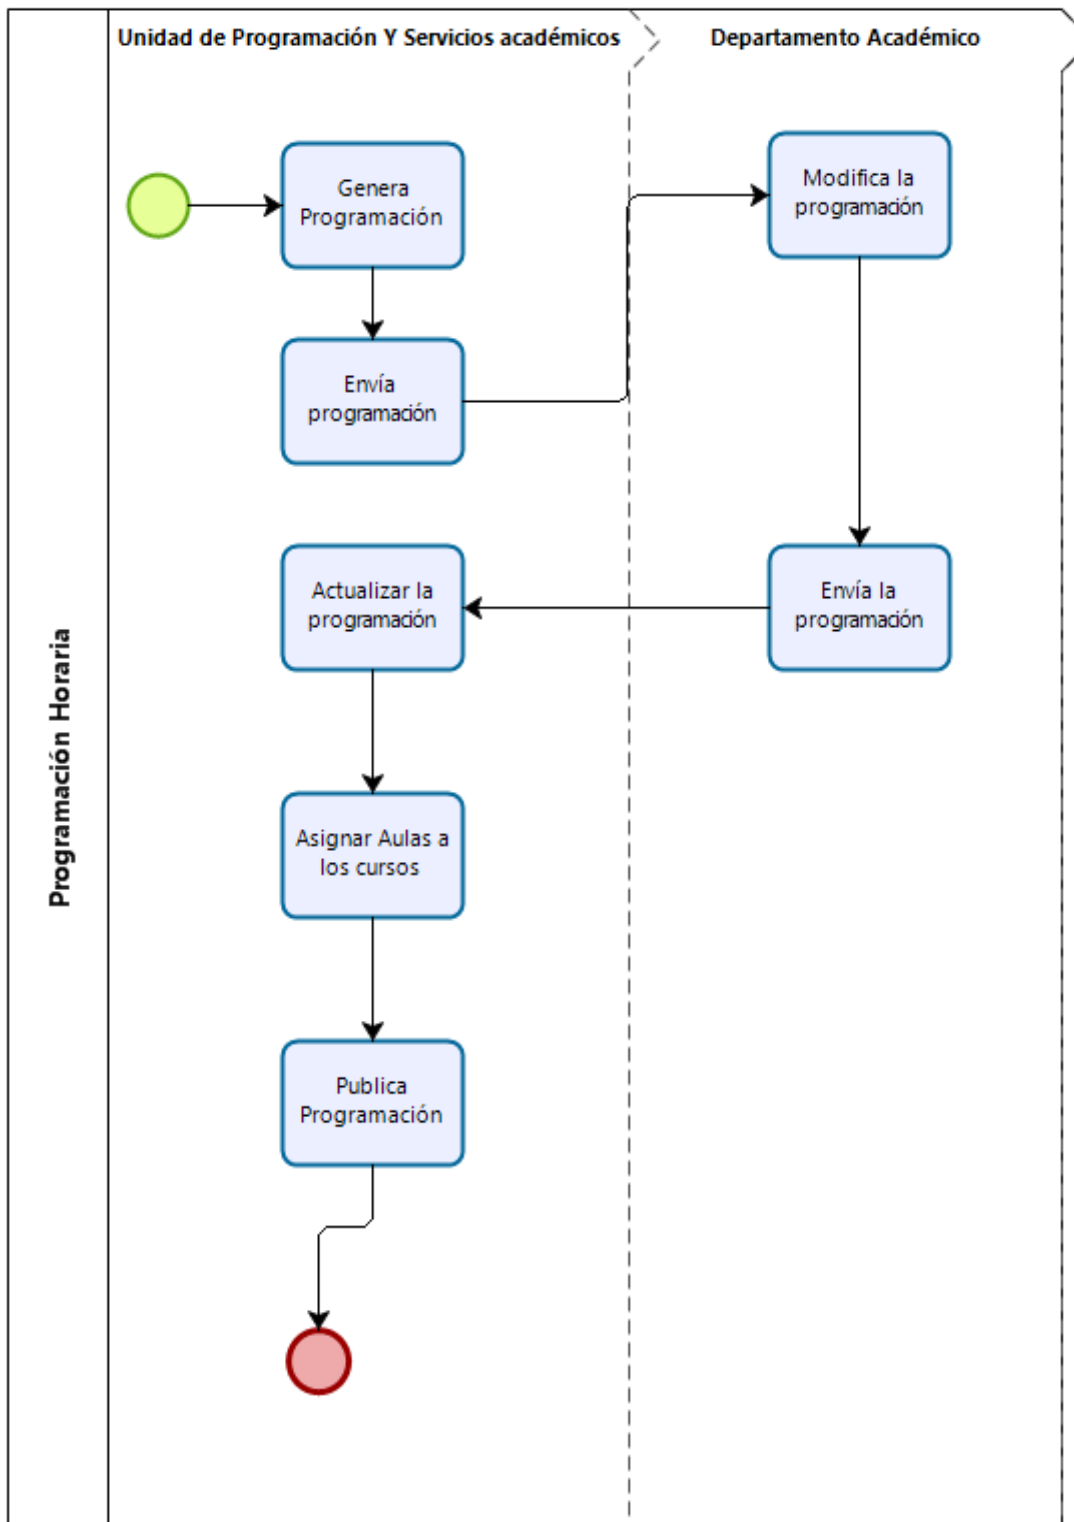 Programación Horaria
Unidad de Programación Y Servicios académicos
Departamento Académico
Genera
Programación
Envía
programación
Modifica la
programación
Envía la
programación
Actualizar la
programación
Asignar Aulas a
los cursos
Publica
Programación